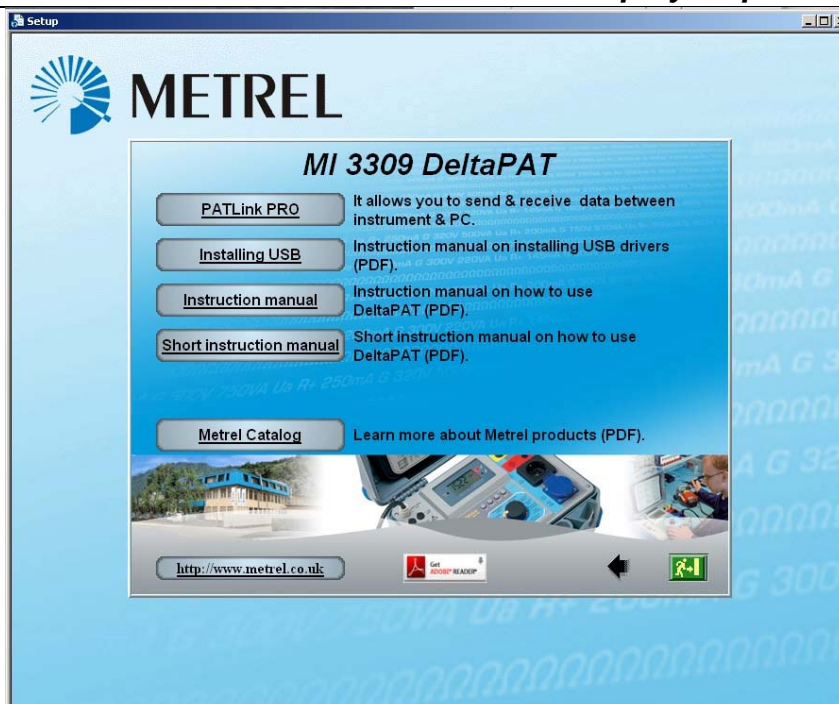 Setup
METREL
MI 3309 DeltaPAT
PATLink PRO
It allows you to send & receive data between
instrument & PC.
Installing USB
Instruction manual on installing USB drivers
(PDF).
Instruction manual
Instruction manual on how to use
DeltaPAT (PDF).
Short instruction manual
Short instruction manual on how to use
DeltaPAT (PDF).
Metrel Catalog
Learn more about Metrel products (PDF).
http://www.metrel.co.uk
Get
ADOBE® READER®